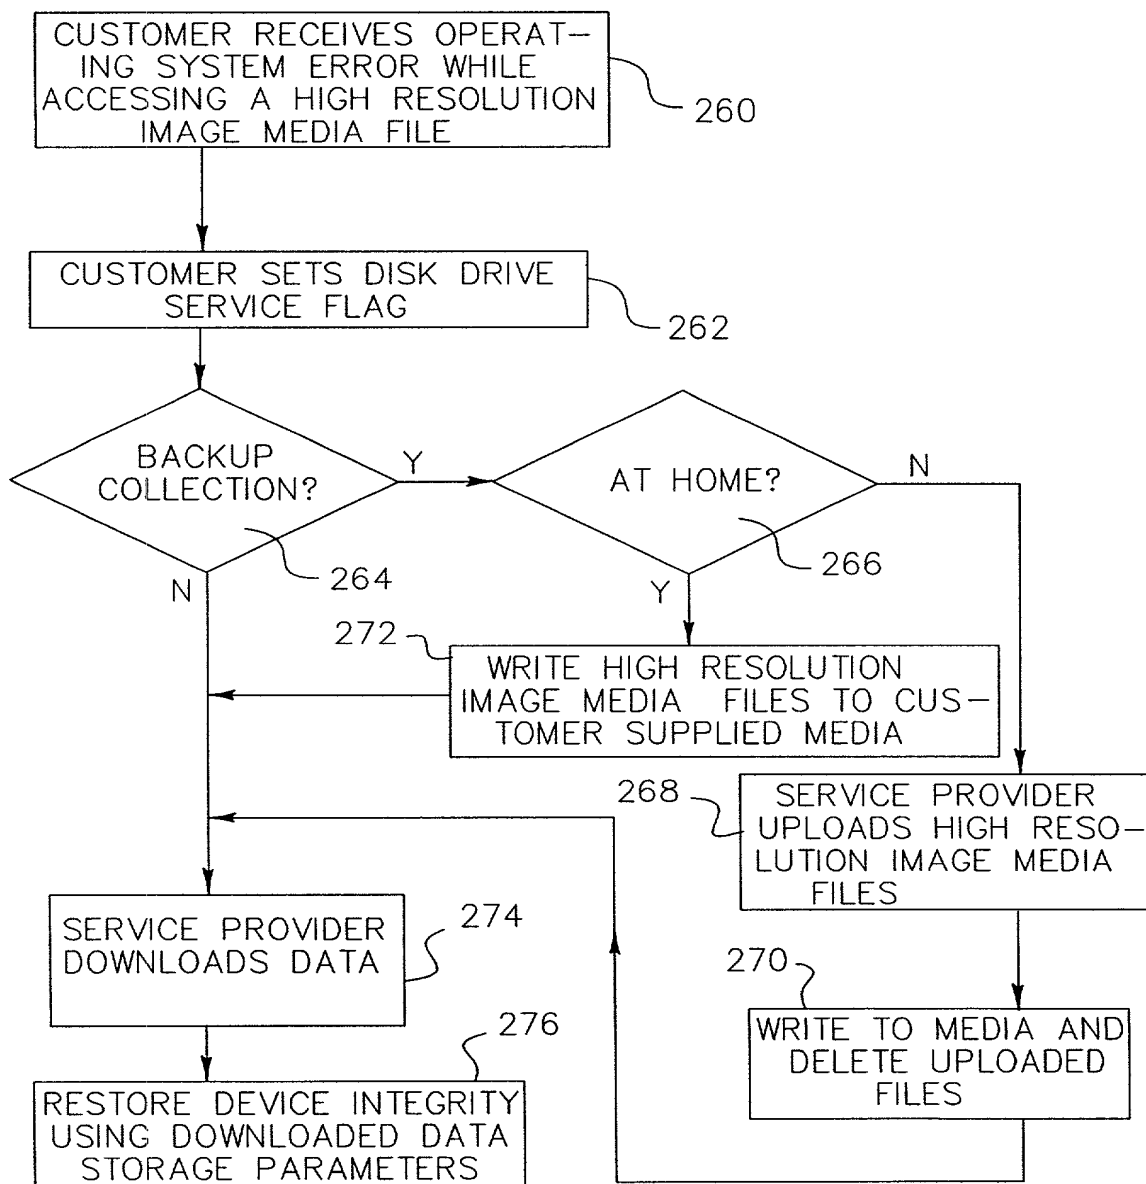 CUSTOMER RECEIVES OPERAT-
ING SYSTEM ERROR WHILE
ACCESSING A HIGH RESOLUTION
IMAGE MEDIA FILE
260
CUSTOMER SETS DISK DRIVE
SERVICE FLAG
262
BACKUP
COLLECTION?
264
Y
N
AT HOME?
266
N
Y
272
WRITE HIGH RESOLUTION
IMAGE MEDIA FILES TO CUS-
TOMER SUPPLIED MEDIA
268
SERVICE PROVIDER
UPLOADS HIGH RESO-
LUTION IMAGE MEDIA
FILES
270
WRITE TO MEDIA AND
DELETE UPLOADED
FILES
SERVICE PROVIDER
DOWNLOADS DATA
274
276
RESTORE DEVICE INTEGRITY
USING DOWNLOADED DATA
STORAGE PARAMETERS